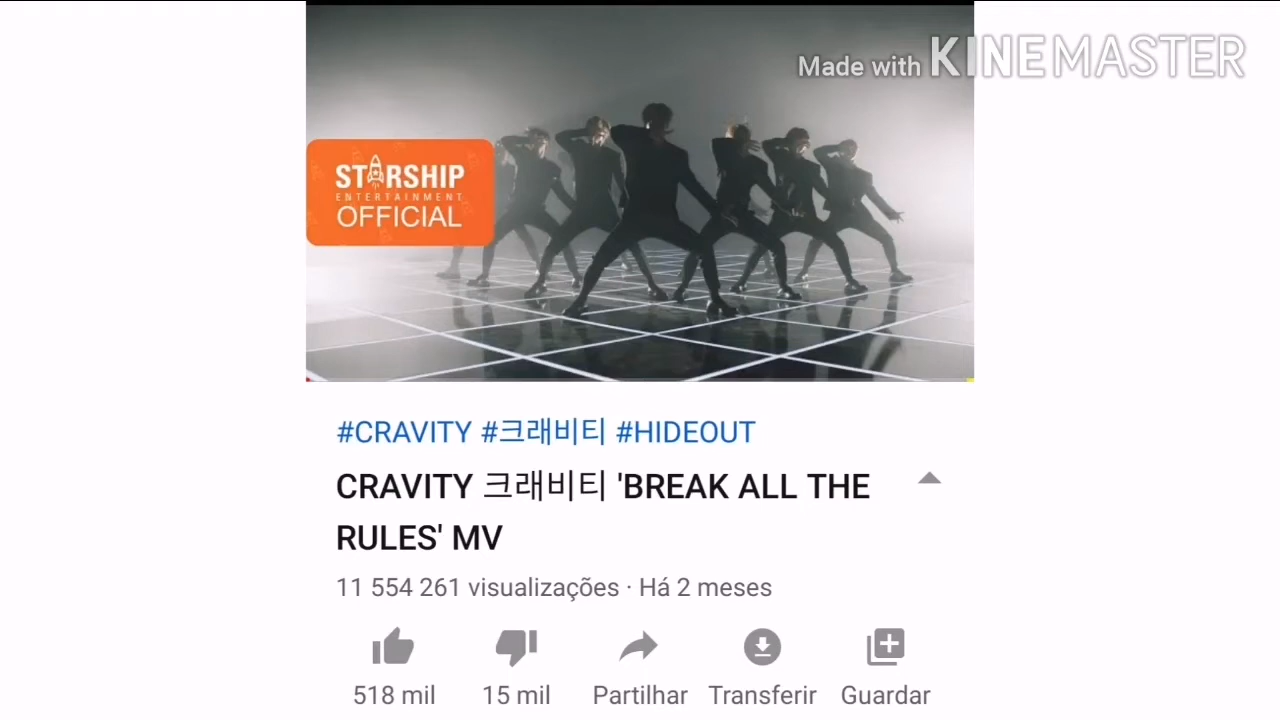 Made with KINEMASTER
STARSHIP
ENTERTAINMENT
OFFICIAL
#CRAVITY #크래비티 #HIDEOUT
CRAVITY 크래비티 'BREAK ALL THE
RULES' MV
11 554 261 visualizações · Há 2 meses
518 mil 15 mil Partilhar Transferir Guardar